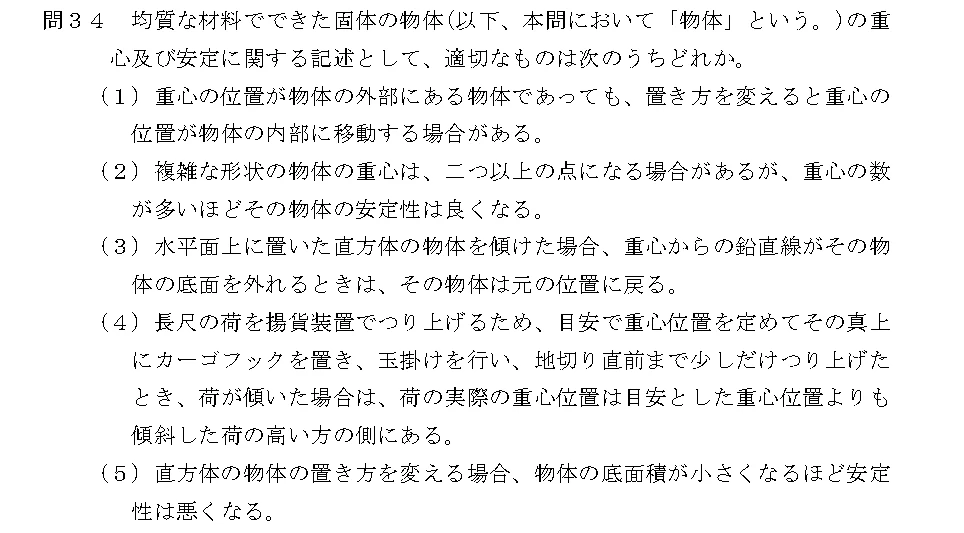 問３４　均質な材料でできた固体の物体(以下、本問において「物体」という。)の重
心及び安定に関する記述として、適切なものは次のうちどれか。
（１）重心の位置が物体の外部にある物体であっても、置き方を変えると重心の
位置が物体の内部に移動する場合がある。
（２）複雑な形状の物体の重心は、二つ以上の点になる場合があるが、重心の数
が多いほどその物体の安定性は良くなる。
（３）水平面上に置いた直方体の物体を傾けた場合、重心からの鉛直線がその物
体の底面を外れるときは、その物体は元の位置に戻る。
（４）長尺の荷を揚貨装置でつり上げるため、目安で重心位置を定めてその真上
にカーゴフックを置き、玉掛けを行い、地切り直前まで少しだけつり上げた
とき、荷が傾いた場合は、荷の実際の重心位置は目安とした重心位置よりも
傾斜した荷の高い方の側にある。
（５）直方体の物体の置き方を変える場合、物体の底面積が小さくなるほど安定
性は悪くなる。